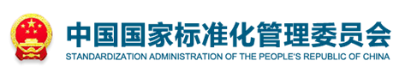 中国国家标准化管理委员会
STANDARDIZATION ADMINISTRATION OF THE PEOPLE'S REPUBLIC OF CHINA